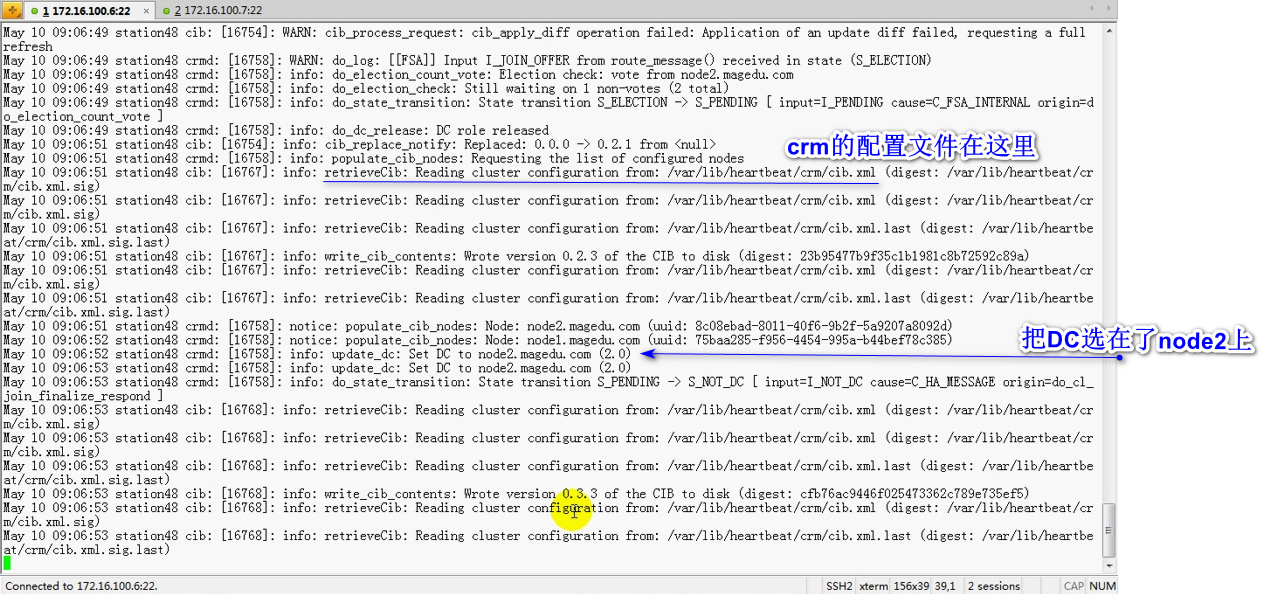 1 172.16.100.6:22 × 2 172.16.100.7:22
May 10 09:06:49 station48 cib: [16754]: WARN: cib_process_request: cib_apply_diff operation failed: Application of an update diff failed, requesting a full
refresh
May 10 09:06:49 station48 crmd: [16758]: WARN: do_log: [[FSA]] Input I_JOIN_OFFER from route_message() received in state (S_ELECTION)
May 10 09:06:49 station48 crmd: [16758]: info: do_election_count_vote: Election check: vote from node2.magedu.com
May 10 09:06:49 station48 crmd: [16758]: info: do_election_check: Still waiting on 1 non-votes (2 total)
May 10 09:06:49 station48 crmd: [16758]: info: do_state_transition: State transition S_ELECTION -> S_PENDING [ input=I_PENDING cause=C_FSA_INTERNAL origin=d
o_election_count_vote ]
May 10 09:06:49 station48 crmd: [16758]: info: do_dc_release: DC role released
May 10 09:06:51 station48 cib: [16754]: info: cib_replace_notify: Replaced: 0.0.0 -> 0.2.1 from <null>
crm的配置文件在这里
May 10 09:06:51 station48 crmd: [16758]: info: populate_cib_nodes: Requesting the list of configured nodes
May 10 09:06:51 station48 cib: [16767]: info: retrieveCib: Reading cluster configuration from: /var/lib/heartbeat/crm/cib.xml (digest: /var/lib/heartbeat/cr
m/cib.xml.sig)
May 10 09:06:51 station48 cib: [16767]: info: retrieveCib: Reading cluster configuration from: /var/lib/heartbeat/crm/cib.xml (digest: /var/lib/heartbeat/cr
m/cib.xml.sig)
May 10 09:06:51 station48 cib: [16767]: info: retrieveCib: Reading cluster configuration from: /var/lib/heartbeat/crm/cib.xml.last (digest: /var/lib/heartbe
at/crm/cib.xml.sig.last)
May 10 09:06:51 station48 cib: [16767]: info: write_cib_contents: Wrote version 0.2.3 of the CIB to disk (digest: 23b95477b9f35c1b1981c8b72592c89a)
May 10 09:06:51 station48 cib: [16767]: info: retrieveCib: Reading cluster configuration from: /var/lib/heartbeat/crm/cib.xml (digest: /var/lib/heartbeat/cr
m/cib.xml.sig)
May 10 09:06:51 station48 cib: [16767]: info: retrieveCib: Reading cluster configuration from: /var/lib/heartbeat/crm/cib.xml.last (digest: /var/lib/heartbe
at/crm/cib.xml.sig.last)
May 10 09:06:51 station48 crmd: [16758]: notice: populate_cib_nodes: Node: node2.magedu.com (uuid: 8c08ebad-8011-40f6-9b2f-5a9207a8092d)
May 10 09:06:52 station48 crmd: [16758]: notice: populate_cib_nodes: Node: node1.magedu.com (uuid: 75baa285-f956-4454-995a-b44bef78c385)
把DC选在了node2上
May 10 09:06:52 station48 crmd: [16758]: info: update_dc: Set DC to node2.magedu.com (2.0)
May 10 09:06:53 station48 crmd: [16758]: info: update_dc: Set DC to node2.magedu.com (2.0)
May 10 09:06:53 station48 crmd: [16758]: info: do_state_transition: State transition S_PENDING -> S_NOT_DC [ input=I_NOT_DC cause=C_HA_MESSAGE origin=do_cl_
join_finalize_respond ]
May 10 09:06:53 station48 cib: [16768]: info: retrieveCib: Reading cluster configuration from: /var/lib/heartbeat/crm/cib.xml (digest: /var/lib/heartbeat/cr
m/cib.xml.sig)
May 10 09:06:53 station48 cib: [16768]: info: retrieveCib: Reading cluster configuration from: /var/lib/heartbeat/crm/cib.xml (digest: /var/lib/heartbeat/cr
m/cib.xml.sig)
May 10 09:06:53 station48 cib: [16768]: info: retrieveCib: Reading cluster configuration from: /var/lib/heartbeat/crm/cib.xml.last (digest: /var/lib/heartbe
at/crm/cib.xml.sig.last)
May 10 09:06:53 station48 cib: [16768]: info: write_cib_contents: Wrote version 0.3.3 of the CIB to disk (digest: cfb76ac9446f025473362c789e735ef5)
May 10 09:06:53 station48 cib: [16768]: info: retrieveCib: Reading cluster configuration from: /var/lib/heartbeat/crm/cib.xml (digest: /var/lib/heartbeat/cr
m/cib.xml.sig)
May 10 09:06:53 station48 cib: [16768]: info: retrieveCib: Reading cluster configuration from: /var/lib/heartbeat/crm/cib.xml.last (digest: /var/lib/heartbe
at/crm/cib.xml.sig.last)
Connected to 172.16.100.6:22. SSH2 xterm 156x39 39,1 2 sessions CAP NUM